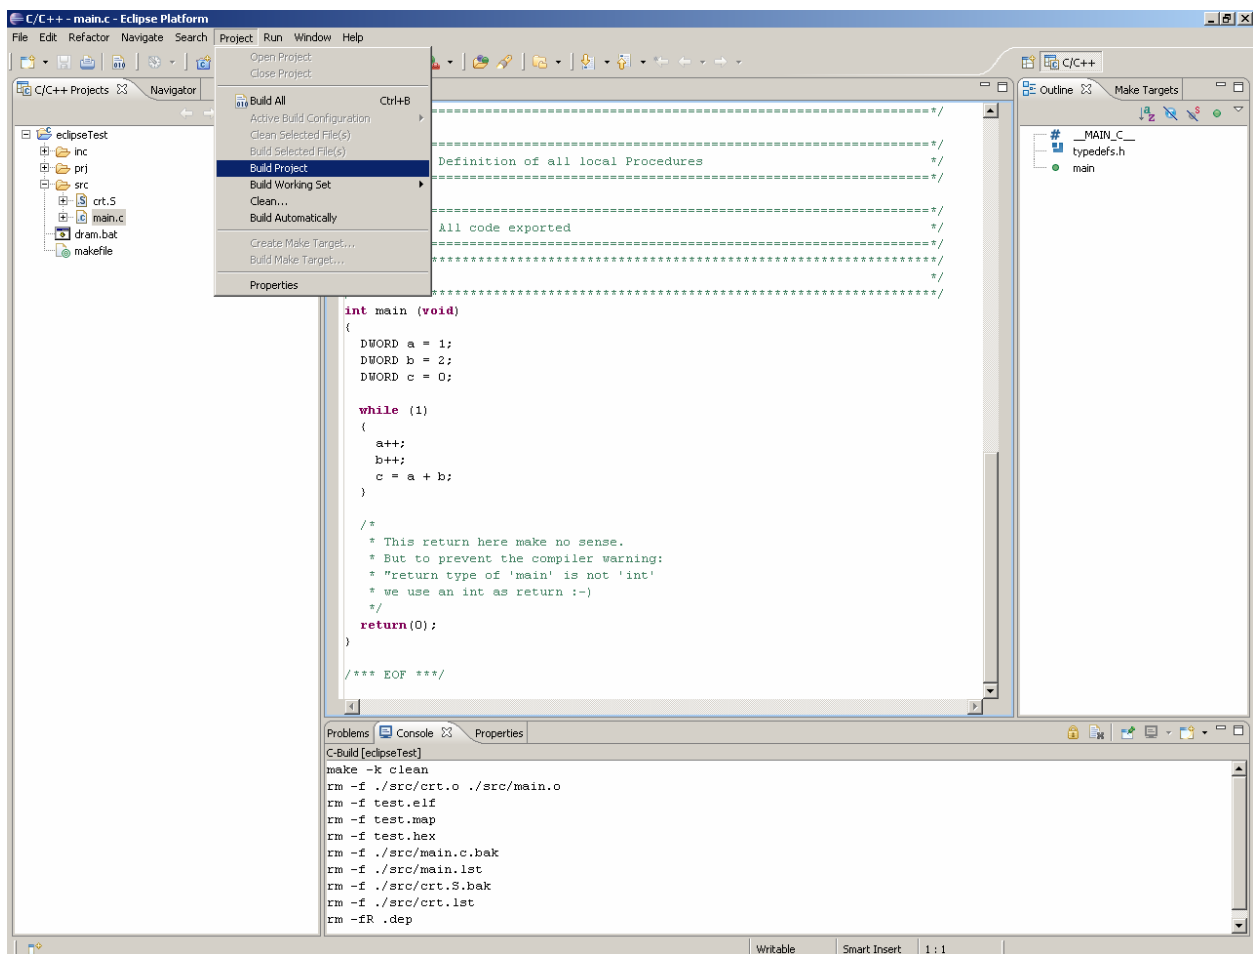 C/C++ - main.c - Eclipse Platform
File Edit Refactor Navigate Search Project Run Window Help
C/C++
Open Project
Close Project
Build All Ctrl+B
Active Build Configuration
Clean Selected File(s)
Build Selected File(s)
Build Project
Build Working Set
Clean...
Build Automatically
Create Make Target...
Build Make Target...
Properties
C/C++ Projects Navigator
eclipseTest
inc
prj
src
crt.S
main.c
dram.bat
makefile
===============================================================*/
===============================================================*/
Definition of all local Procedures */
===============================================================*/
===============================================================*/
All code exported */
===============================================================*/
***************************************************************/
*/
***************************************************************/
int main (void)
{
DWORD a = 1;
DWORD b = 2;
DWORD c = 0;
while (1)
{
a++;
b++;
c = a + b;
}
/*
* This return here make no sense.
* But to prevent the compiler warning:
* "return type of 'main' is not 'int'
* we use an int as return :-)
*/
return(0);
}
/*** EOF ***/
Outline Make Targets
__MAIN_C__
typedefs.h
main
Problems Console Properties
C-Build [eclipseTest]
make -k clean
rm -f ./src/crt.o ./src/main.o
rm -f test.elf
rm -f test.map
rm -f test.hex
rm -f ./src/main.c.bak
rm -f ./src/main.lst
rm -f ./src/crt.S.bak
rm -f ./src/crt.lst
rm -fR .dep
Writable Smart Insert 1 : 1